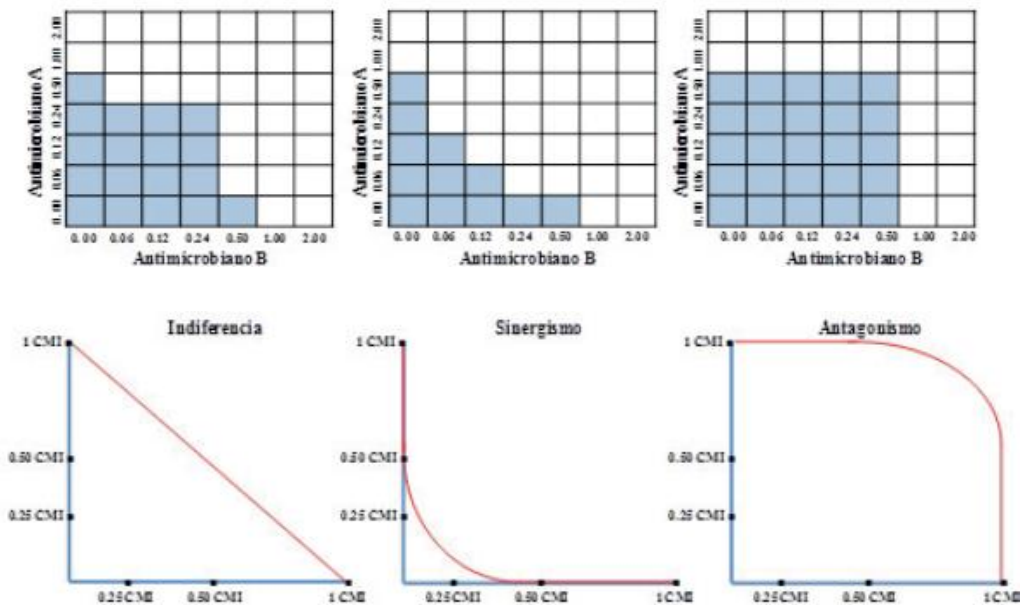 Antimicrobiano A
2.00
1.00
0.50
0.24
0.12
0.06
0.00
0.00 0.06 0.12 0.24 0.50 1.00 2.00
Antimicrobiano B
Antimicrobiano A
2.00
1.00
0.50
0.24
0.12
0.06
0.00
0.00 0.06 0.12 0.24 0.50 1.00 2.00
Antimicrobiano B
Antimicrobiano A
2.00
1.00
0.50
0.24
0.12
0.06
0.00
0.00 0.06 0.12 0.24 0.50 1.00 2.00
Antimicrobiano B
Indiferencia
1 CMI
0.50 CMI
0.25 CMI
0.25 CMI 0.50 CMI 1 CMI
Sinergismo
1 CMI
0.50 CMI
0.25 CMI
0.25 CMI 0.50 CMI 1 CMI
Antagonismo
1 CMI
0.50 CMI
0.25 CMI
0.25 CMI 0.50 CMI 1 CMI